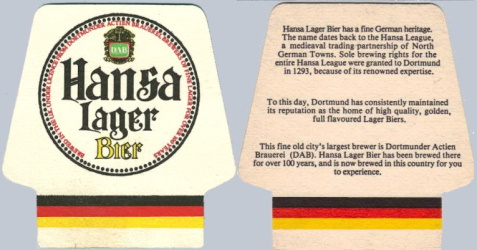 DAB
Hansa
Lager
Bier
Hansa Lager Bier has a fine German heritage.
The name dates back to the Hansa League,
a medieaval trading partnership of North
German Towns. Sole brewing rights for the
entire Hansa League were granted to Dortmund
in 1293, because of its renowned expertise.
To this day, Dortmund has consistently maintained
its reputation as the home of high quality, golden,
full flavoured Lager Biers.
This fine old city's largest brewer is Dortmunder Actien
Brauerei (DAB). Hansa Lager Bier has been brewed there
for over 100 years, and is now brewed in this country for you
to experience.